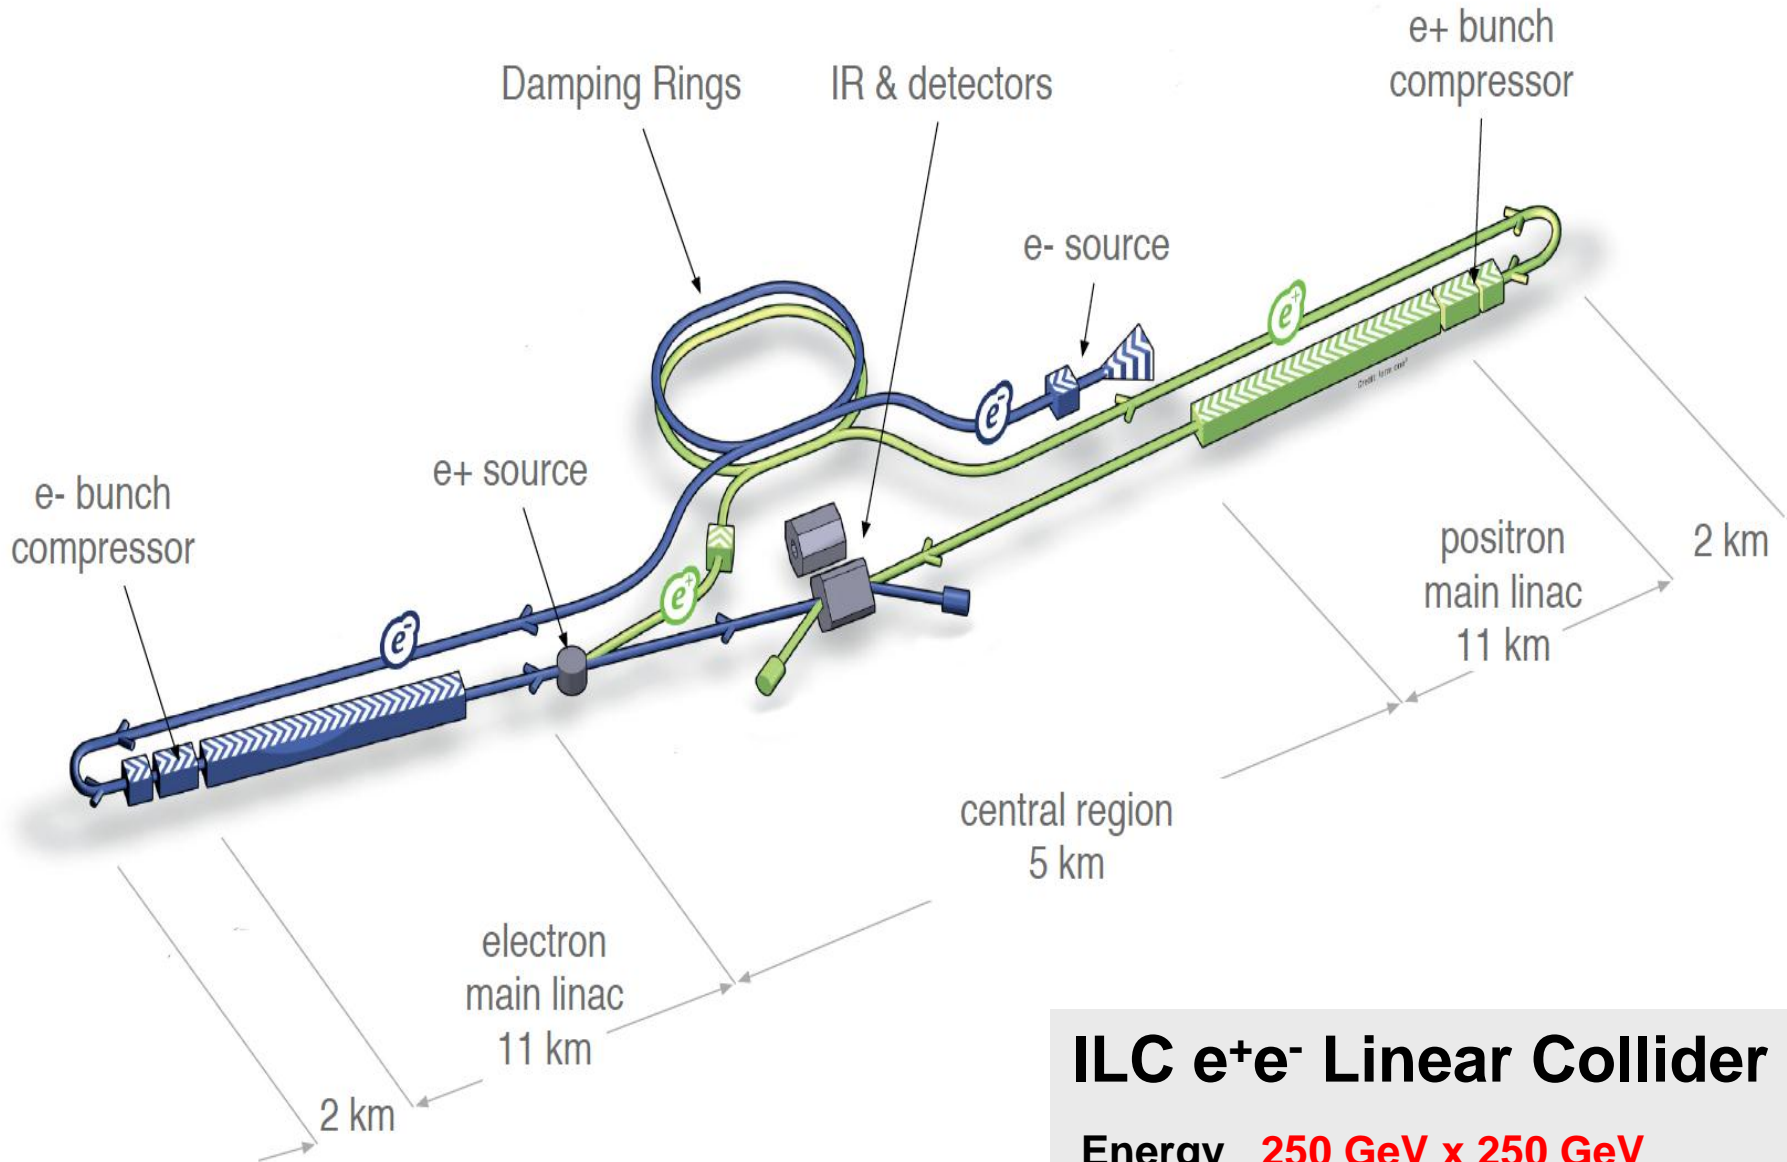 e+ bunch
compressor
Damping Rings
IR & detectors
e- source
e+
e-
e+ source
e- bunch
compressor
e+
e-
positron
main linac
11 km
2 km
central region
5 km
electron
main linac
11 km
2 km
ILC e⁺e⁻ Linear Collider
Energy 250 GeV x 250 GeV